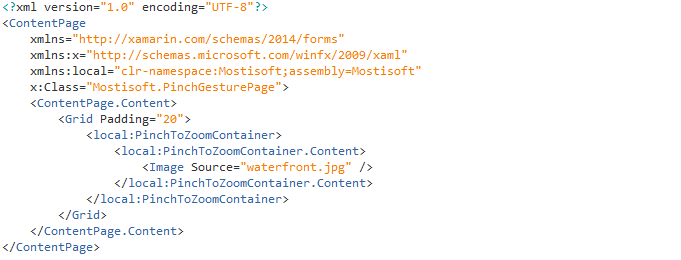 <?xml version="1.0" encoding="UTF-8"?>
<ContentPage
    xmlns="http://xamarin.com/schemas/2014/forms"
    xmlns:x="http://schemas.microsoft.com/winfx/2009/xaml"
    xmlns:local="clr-namespace:Mostisoft;assembly=Mostisoft"
    x:Class="Mostisoft.PinchGesturePage">
    <ContentPage.Content>
        <Grid Padding="20">
            <local:PinchToZoomContainer>
                <local:PinchToZoomContainer.Content>
                    <Image Source="waterfront.jpg" />
                </local:PinchToZoomContainer.Content>
            </local:PinchToZoomContainer>
        </Grid>
    </ContentPage.Content>
</ContentPage>